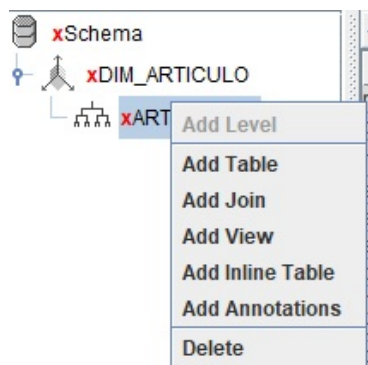 xSchema
xDIM_ARTICULO
xART
Add Level
Add Table
Add Join
Add View
Add Inline Table
Add Annotations
Delete